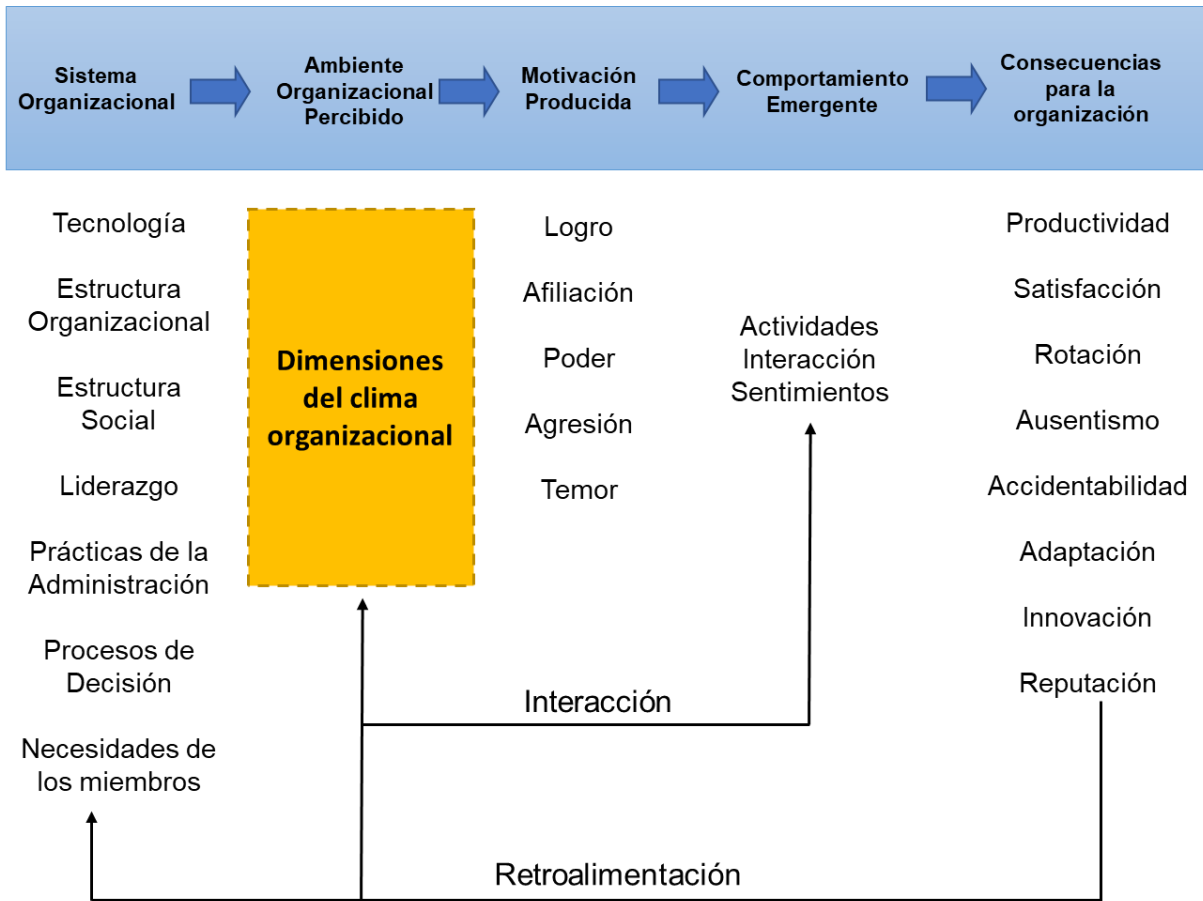 Sistema
Organizacional
Ambiente
Organizacional
Percibido
Motivación
Producida
Comportamiento
Emergente
Consecuencias
para la
organización
Tecnología
Estructura
Organizacional
Estructura
Social
Liderazgo
Prácticas de la
Administración
Procesos de
Decisión
Necesidades de
los miembros
Dimensiones
del clima
organizacional
Logro
Afiliación
Poder
Agresión
Temor
Actividades
Interacción
Sentimientos
Productividad
Satisfacción
Rotación
Ausentismo
Accidentabilidad
Adaptación
Innovación
Reputación
Interacción
Retroalimentación